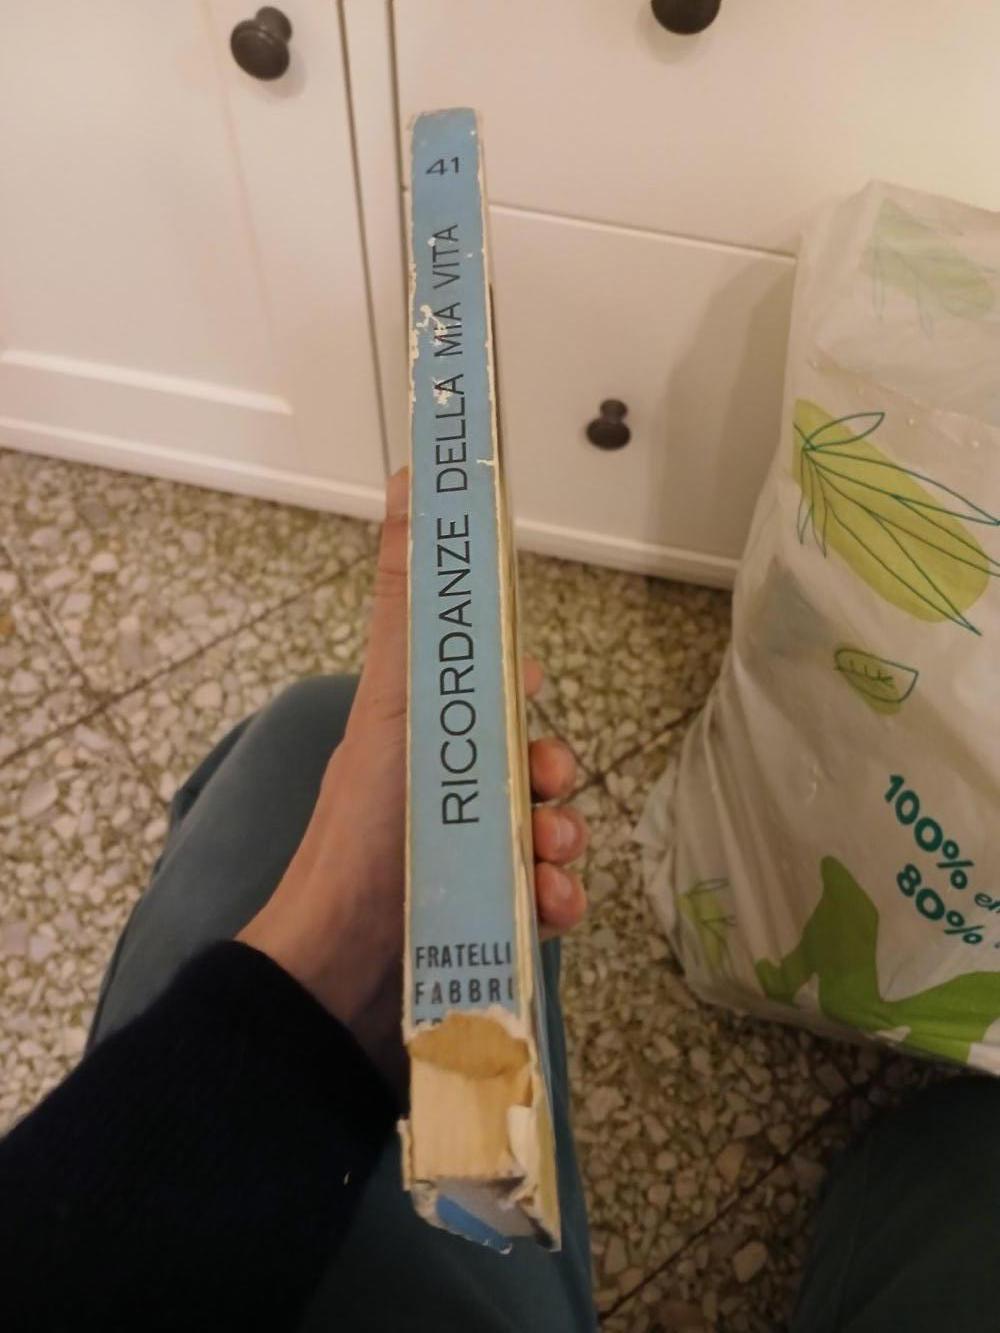 41
RICORDANZE DELLA MIA VITA
FRATELLI
FABBRI
100%
80%